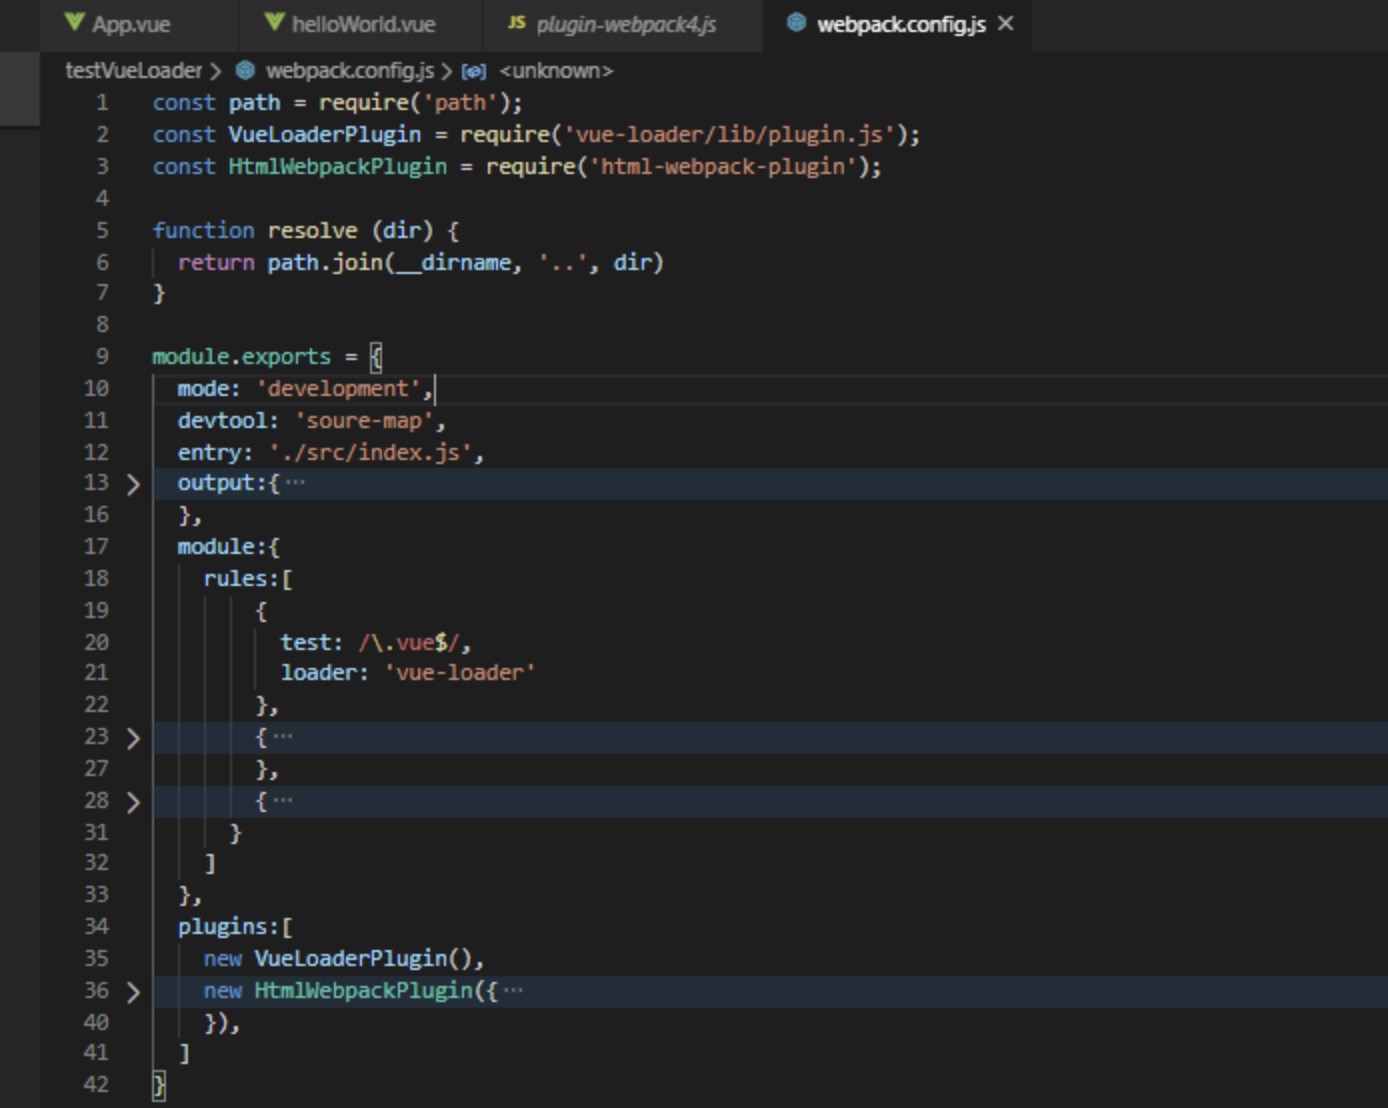 App.vue helloWorld.vue JS plugin-webpack4.js webpack.config.js
testVueLoader > webpack.config.js > <unknown>
1 const path = require('path');
2 const VueLoaderPlugin = require('vue-loader/lib/plugin.js');
3 const HtmlWebpackPlugin = require('html-webpack-plugin');
4
5 function resolve (dir) {
6 return path.join(__dirname, '..', dir)
7 }
8
9 module.exports = {
10 mode: 'development',
11 devtool: 'soure-map',
12 entry: './src/index.js',
13 output:{ ...
16 },
17 module:{
18 rules:[
19 {
20 test: /\.vue$/,
21 loader: 'vue-loader'
22 },
23 { ...
27 },
28 { ...
31 }
32 ]
33 },
34 plugins:[
35 new VueLoaderPlugin(),
36 new HtmlWebpackPlugin({ ...
40 }),
41 ]
42 }